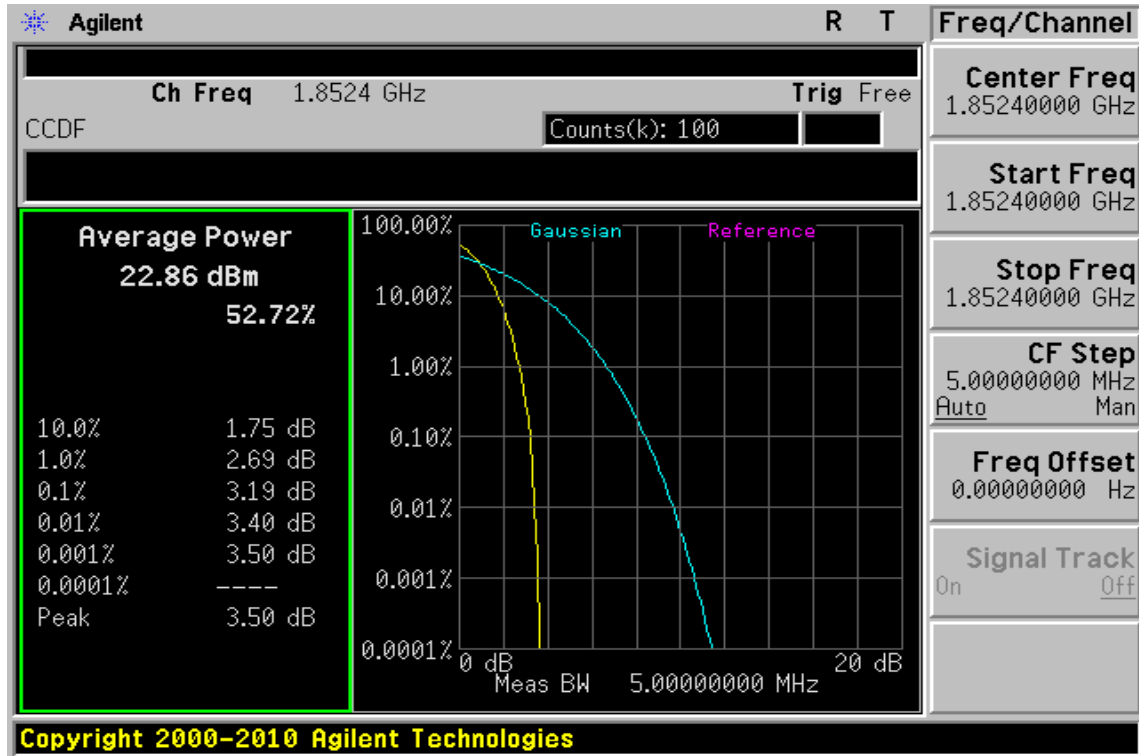 Agilent R T Freq/Channel
Ch Freq 1.8524 GHz Trig Free
CCDF Counts(k): 100
Average Power
22.86 dBm
52.72%
10.0% 1.75 dB
1.0% 2.69 dB
0.1% 3.19 dB
0.01% 3.40 dB
0.001% 3.50 dB
0.0001% ----
Peak 3.50 dB
Gaussian Reference
100.00%
10.00%
1.00%
0.10%
0.01%
0.001%
0.0001%
0 dB 20 dB
Meas BW 5.00000000 MHz
Center Freq
1.85240000 GHz
Start Freq
1.85240000 GHz
Stop Freq
1.85240000 GHz
CF Step
5.00000000 MHz
Auto Man
Freq Offset
0.00000000 Hz
Signal Track
On Off
Copyright 2000-2010 Agilent Technologies